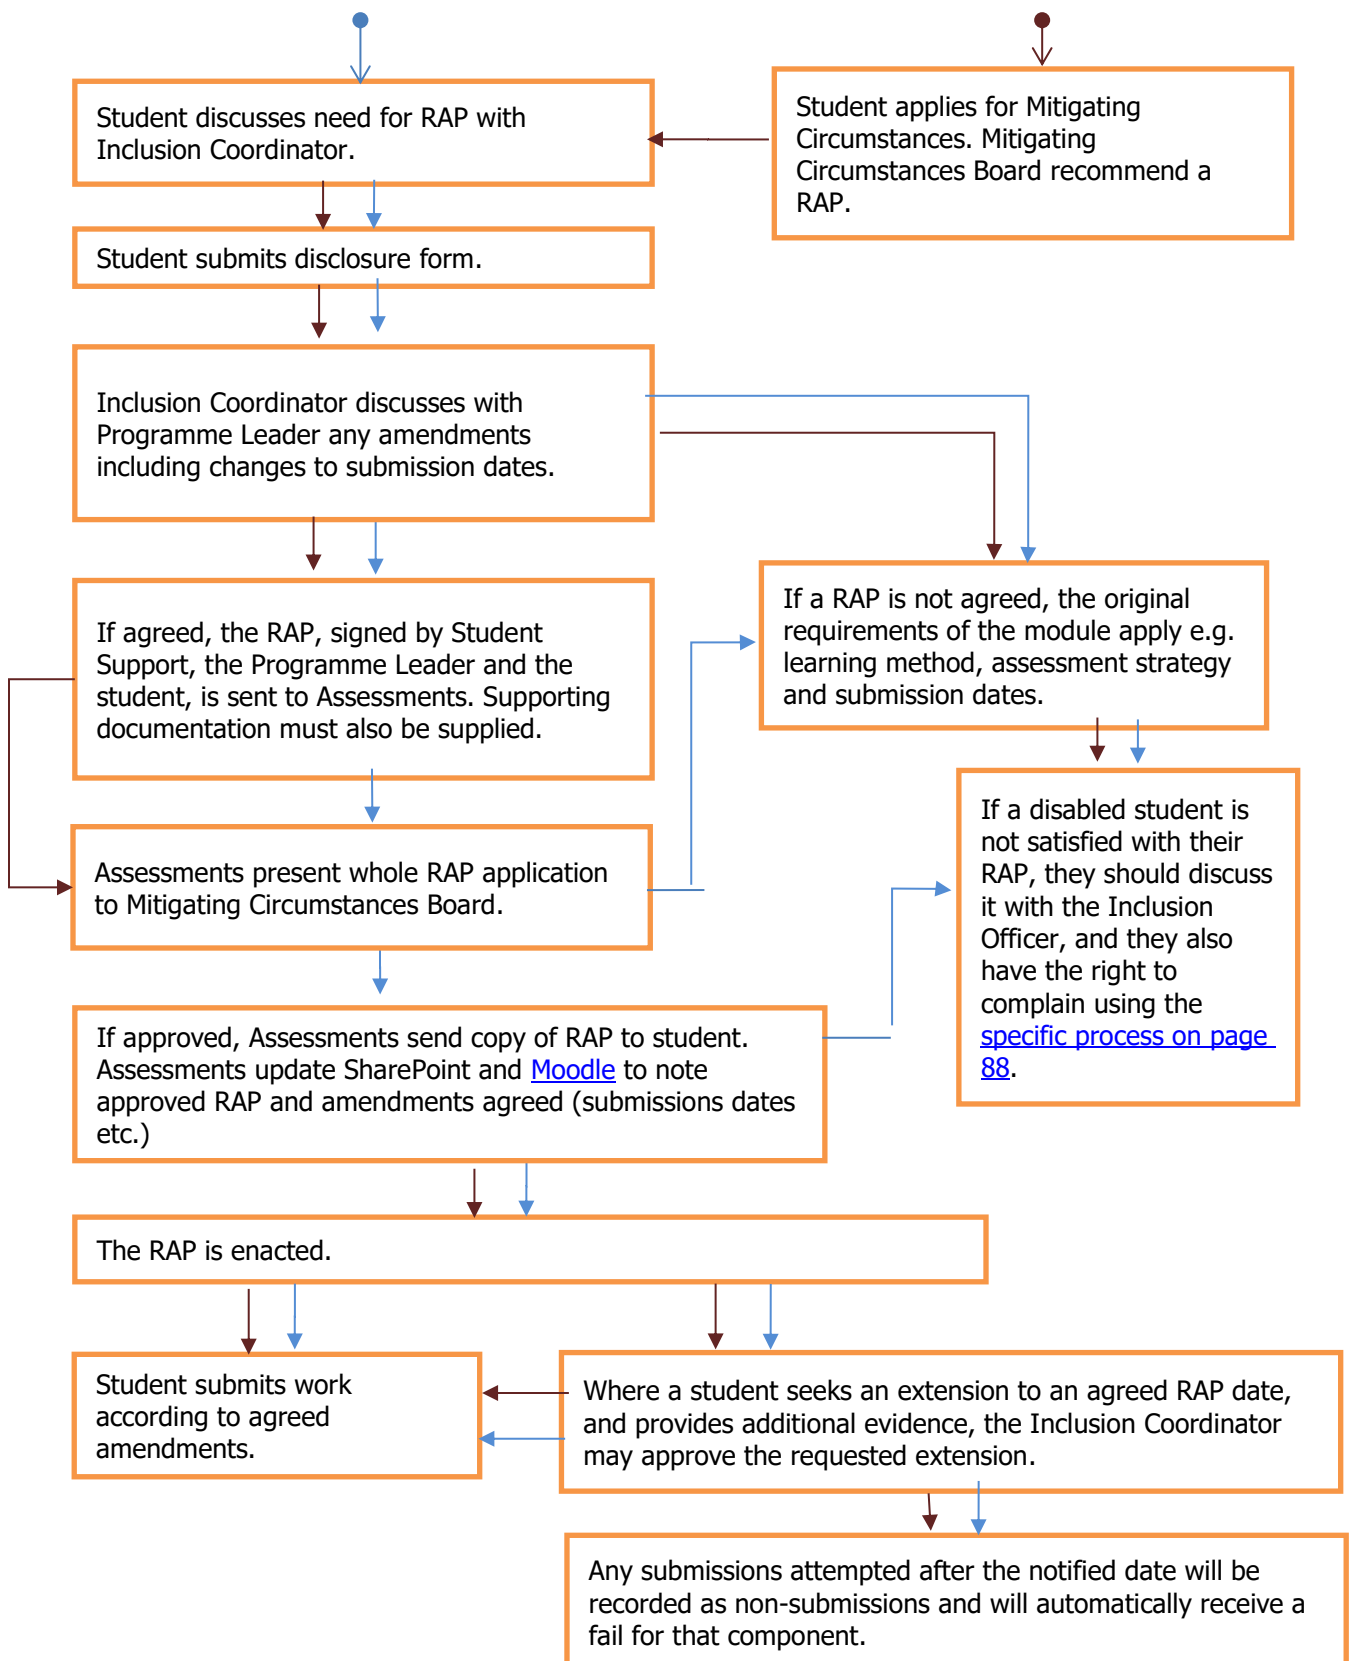 Student discusses need for RAP with
Inclusion Coordinator.
Student applies for Mitigating
Circumstances. Mitigating
Circumstances Board recommend a
RAP.
Student submits disclosure form.
Inclusion Coordinator discusses with
Programme Leader any amendments
including changes to submission dates.
If agreed, the RAP, signed by Student
Support, the Programme Leader and the
student, is sent to Assessments. Supporting
documentation must also be supplied.
If a RAP is not agreed, the original
requirements of the module apply e.g.
learning method, assessment strategy
and submission dates.
Assessments present whole RAP application
to Mitigating Circumstances Board.
If a disabled student is
not satisfied with their
RAP, they should discuss
it with the Inclusion
Officer, and they also
have the right to
complain using the
specific process on page
88.
If approved, Assessments send copy of RAP to student.
Assessments update SharePoint and Moodle to note
approved RAP and amendments agreed (submissions dates
etc.)
The RAP is enacted.
Student submits work
according to agreed
amendments.
Where a student seeks an extension to an agreed RAP date,
and provides additional evidence, the Inclusion Coordinator
may approve the requested extension.
Any submissions attempted after the notified date will be
recorded as non-submissions and will automatically receive a
fail for that component.